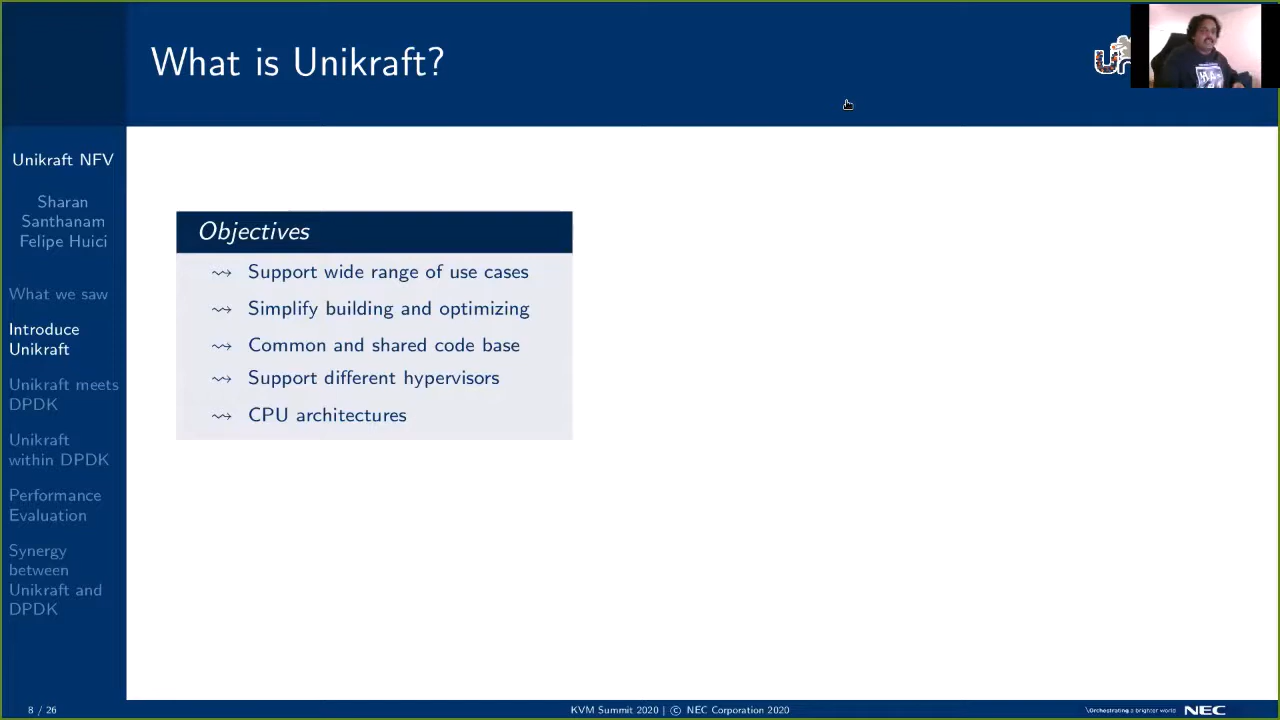 What is Unikraft?
Unikraft NFV
Sharan
Santhanam
Felipe Huici
What we saw
Introduce
Unikraft
Unikraft meets
DPDK
Unikraft
within DPDK
Performance
Evaluation
Synergy
between
Unikraft and
DPDK
Objectives
⇝ Support wide range of use cases
⇝ Simplify building and optimizing
⇝ Common and shared code base
⇝ Support different hypervisors
⇝ CPU architectures
8 / 26
KVM Summit 2020 | © NEC Corporation 2020
\Orchestrating a brighter world NEC